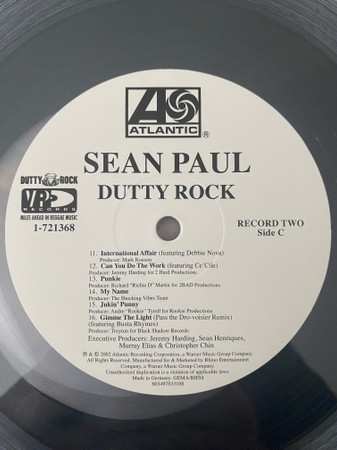 ATLANTIC ®
SEAN PAUL
DUTTY ROCK
DUTTY ROCK
VP
RECORDS
MILES AHEAD IN REGGAE MUSIC
1-721368
RECORD TWO
Side C
11. International Affair (featuring Debbie Nova)
Producer: Mark Ronson
12. Can You Do The Work (featuring Ce'Cile)
Producer: Jeremy Harding for 2 Hard Productions
13. Punkie
Producer: Richard "Richie D" Martin for 2BAD Productions
14. My Name
Producer: The Shocking Vibes Team
15. Jukin' Punny
Producer: Andre "Rookie" Tyrell for Rookie Productions
16. Gimme The Light (Pass the Dro-voisier Remix)
(featuring Busta Rhymes)
Producer: Troyton for Black Shadow Records
Executive Producers: Jeremy Harding, Sean Henriques,
Murray Elias & Christopher Chin
℗ & © 2002 Atlantic Recording Corporation, a Warner Music Group Company.
All Rights Reserved. Manufactured & Marketed by Rhino Entertainment
Company, a Warner Music Group Company.
Unauthorized duplication is a violation of applicable laws.
Made in Germany. GEMA/BIEM